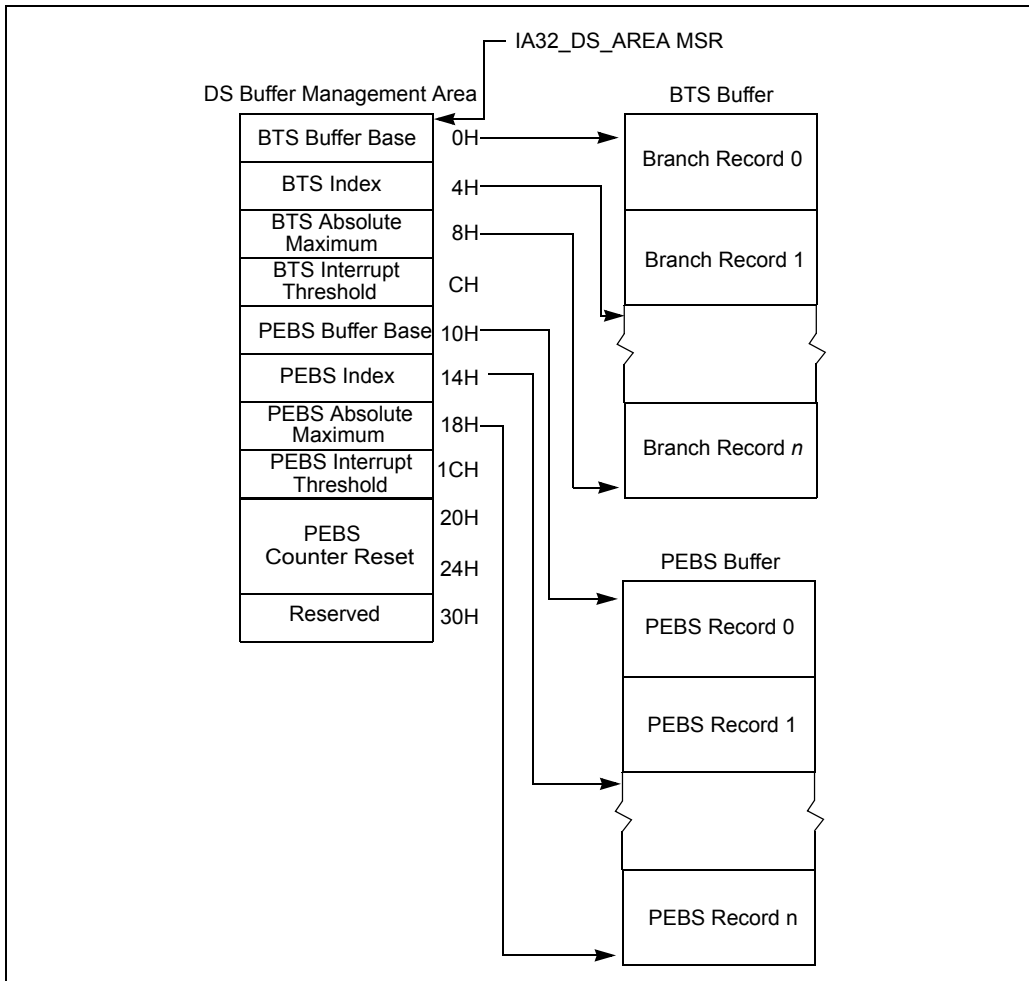 IA32_DS_AREA MSR
DS Buffer Management Area
BTS Buffer Base 0H
BTS Index 4H
BTS Absolute
Maximum 8H
BTS Interrupt
Threshold CH
PEBS Buffer Base 10H
PEBS Index 14H
PEBS Absolute
Maximum 18H
PEBS Interrupt
Threshold 1CH
20H
PEBS
Counter Reset
24H
Reserved 30H
BTS Buffer
Branch Record 0
Branch Record 1
Branch Record n
PEBS Buffer
PEBS Record 0
PEBS Record 1
PEBS Record n